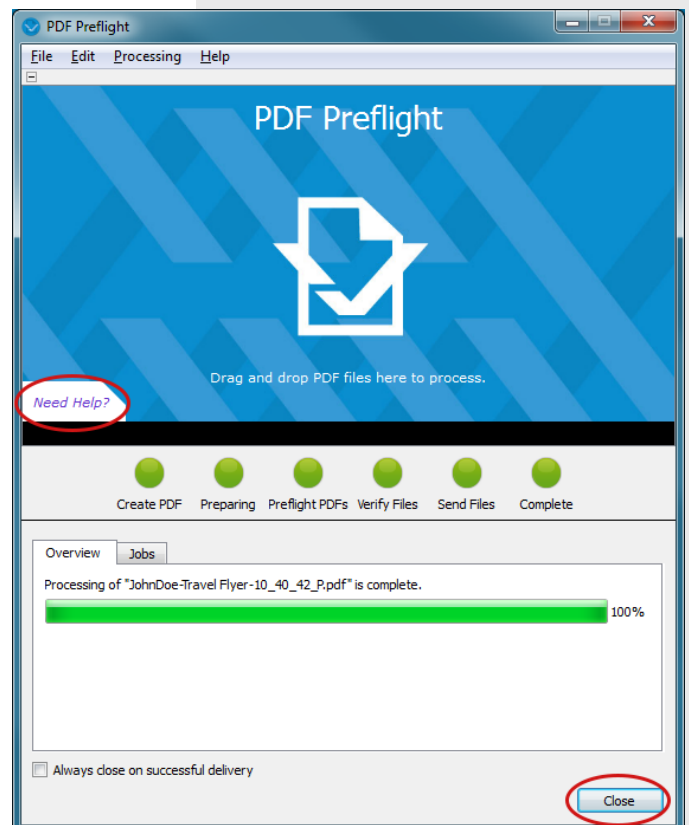 PDF Preflight
File Edit Processing Help
PDF Preflight
Drag and drop PDF files here to process.
Need Help?
Create PDF Preparing Preflight PDFs Verify Files Send Files Complete
Overview Jobs
Processing of "JohnDoe-Travel Flyer-10_40_42_P.pdf" is complete.
100%
Always close on successful delivery
Close